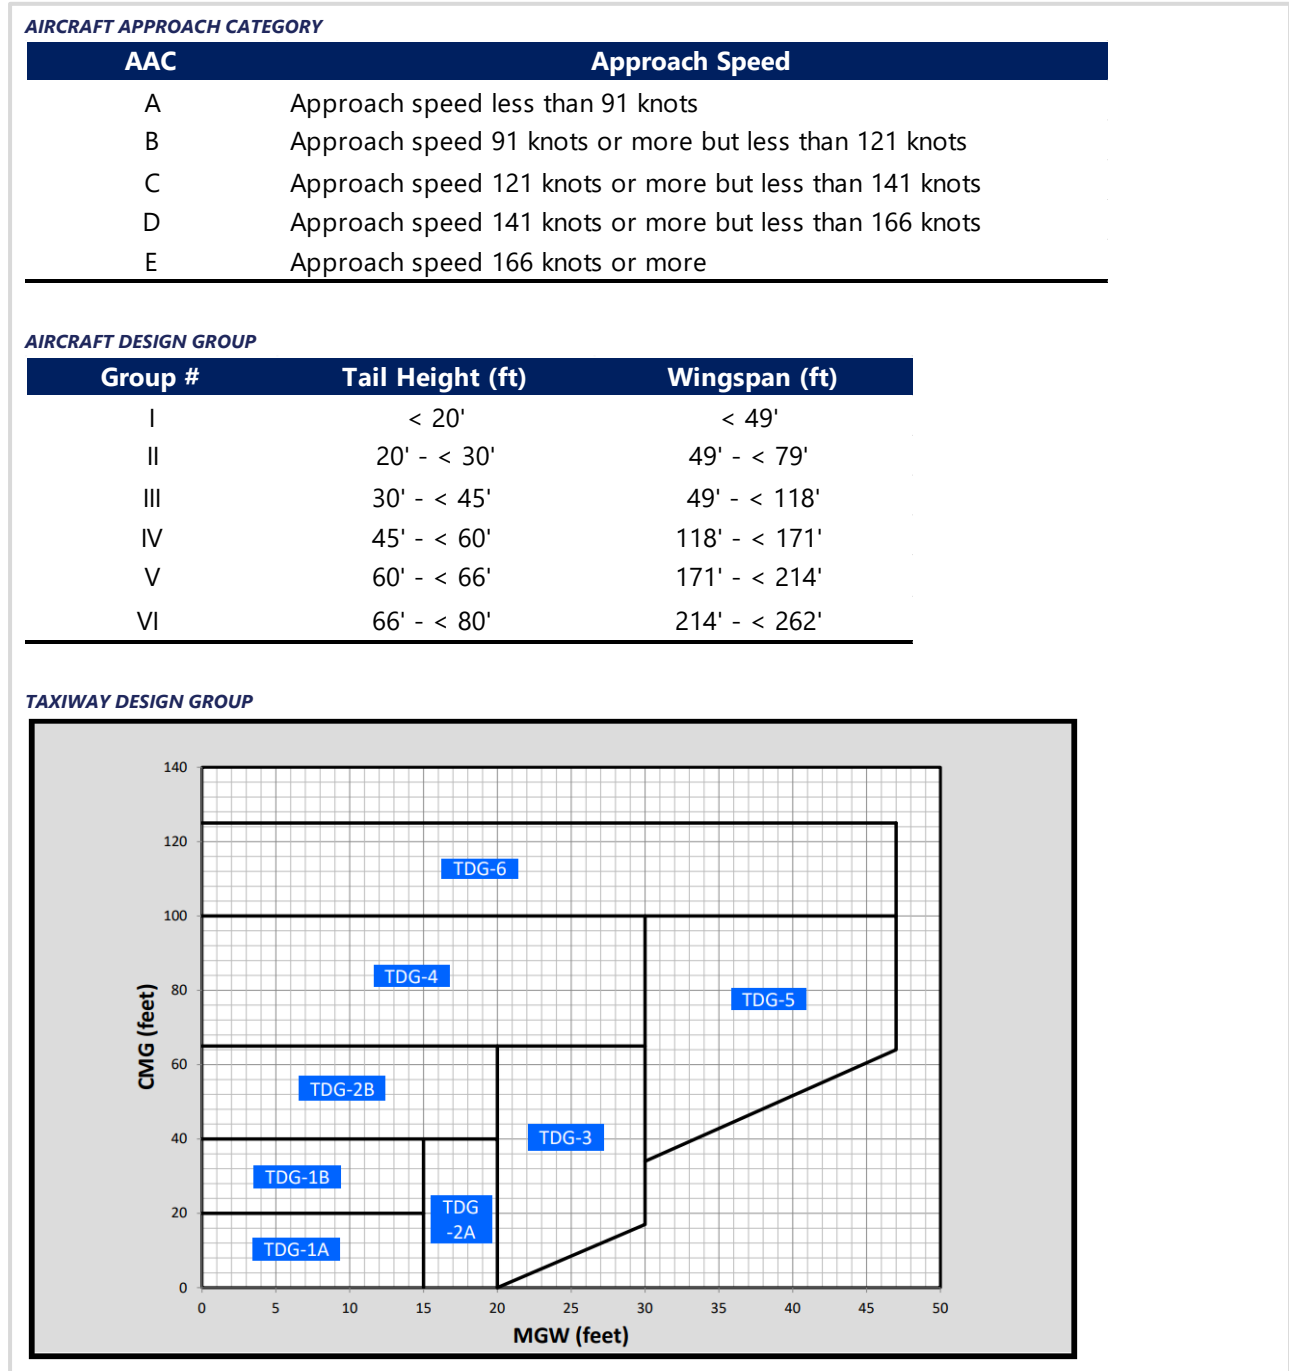 AIRCRAFT APPROACH CATEGORY
AAC Approach Speed
A Approach speed less than 91 knots
B Approach speed 91 knots or more but less than 121 knots
C Approach speed 121 knots or more but less than 141 knots
D Approach speed 141 knots or more but less than 166 knots
E Approach speed 166 knots or more
AIRCRAFT DESIGN GROUP
Group # Tail Height (ft) Wingspan (ft)
I < 20' < 49'
II 20' - < 30' 49' - < 79'
III 30' - < 45' 49' - < 118'
IV 45' - < 60' 118' - < 171'
V 60' - < 66' 171' - < 214'
VI 66' - < 80' 214' - < 262'
TAXIWAY DESIGN GROUP
140
120
TDG-6
100
TDG-4
80
TDG-5
CMG (feet)
60
TDG-2B
40
TDG-3
TDG-1B
20
TDG
-2A
TDG-1A
0
0 5 10 15 20 25 30 35 40 45 50
MGW (feet)